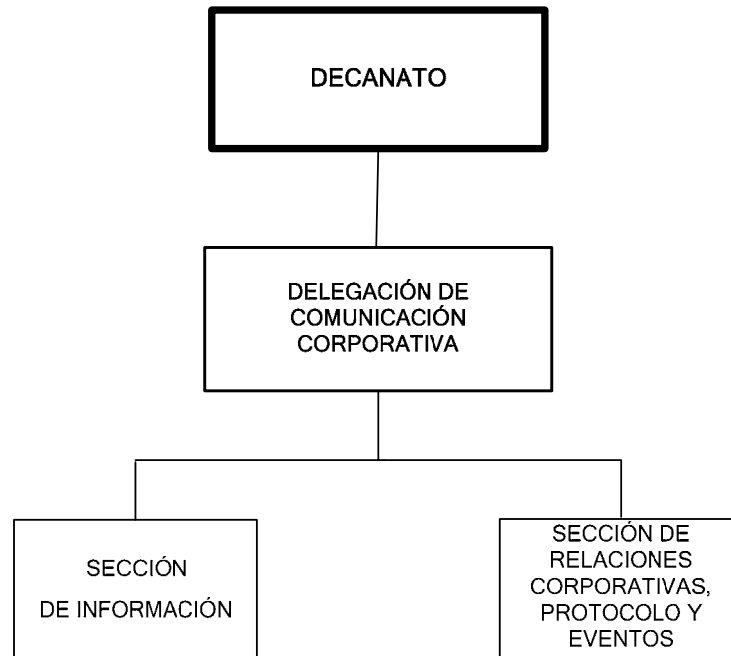 DECANATO
DELEGACIÓN DE
COMUNICACIÓN
CORPORATIVA
SECCIÓN
DE INFORMACIÓN
SECCIÓN DE
RELACIONES
CORPORATIVAS,
PROTOCOLO Y
EVENTOS